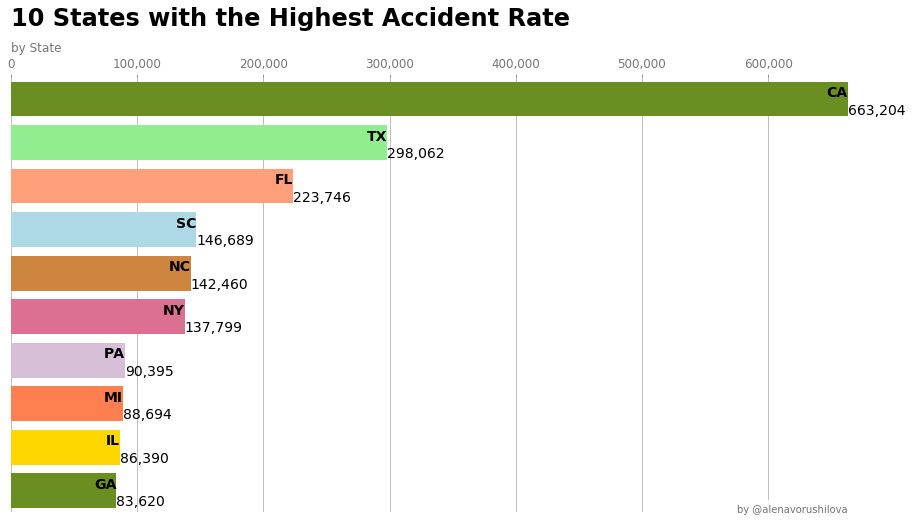 10 States with the Highest Accident Rate
by State
0 100,000 200,000 300,000 400,000 500,000 600,000
CA
663,204
TX
298,062
FL
223,746
SC
146,689
NC
142,460
NY
137,799
PA
90,395
MI
88,694
IL
86,390
GA
83,620
by @alenavorushilova